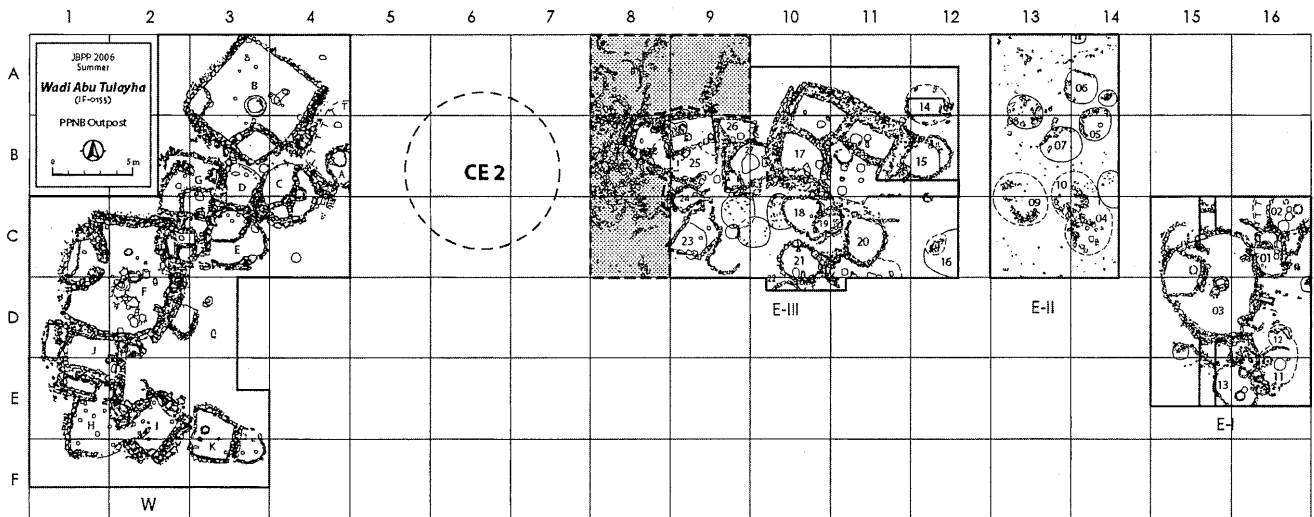 1 2 3 4 5 6 7 8 9 10 11 12 13 14 15 16
A
B
C
D
E
F
JBPP 2006
Summer
Wadi Abu Tulayha
(JF-0155)
PPNB Outpost
0 5 m
B
G
D
C
A
E
F
J
H
I
K
W
CE 2
14
26
25
17
15
18
23
20
21
22
16
E-III
06
08
05
07
10
09
04
E-II
02
01
03
12
11
13
E-I